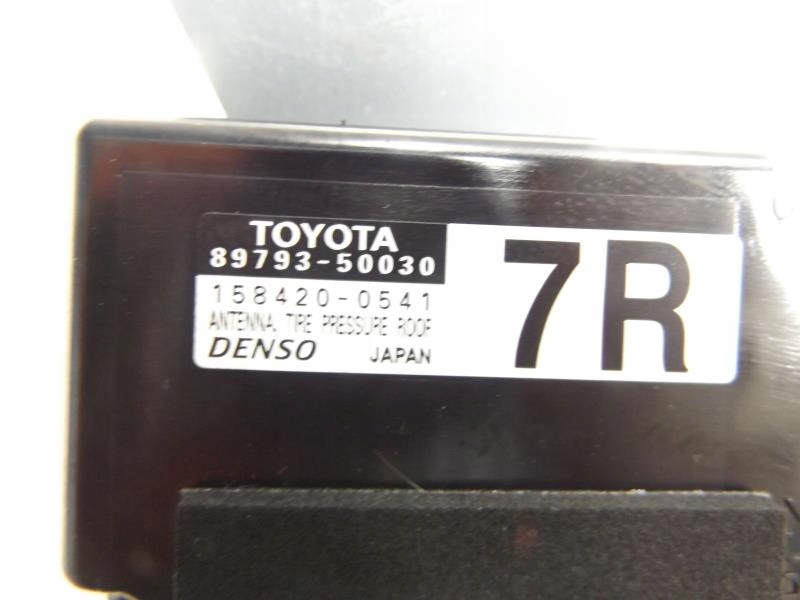 TOYOTA
89793-50030
158420-0541
ANTENNA, TIRE PRESSURE ROOF
DENSO JAPAN
7R